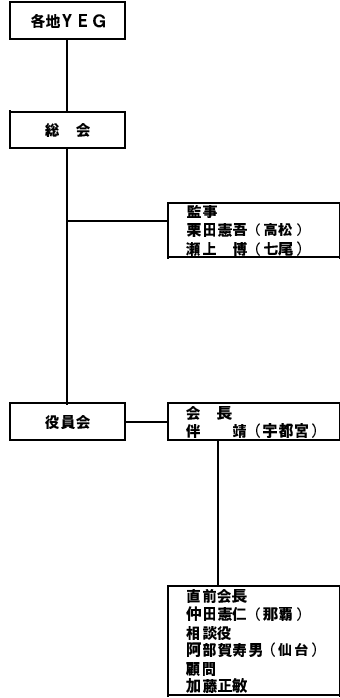 各地ＹＥＧ
総　会
監事
栗田憲吾（高松）
瀬上　博（七尾）
役員会
会　長
伴　　靖（宇都宮）
直前会長
仲田憲仁（那覇）
相談役
阿部賀寿男（仙台）
顧問
加藤正敏